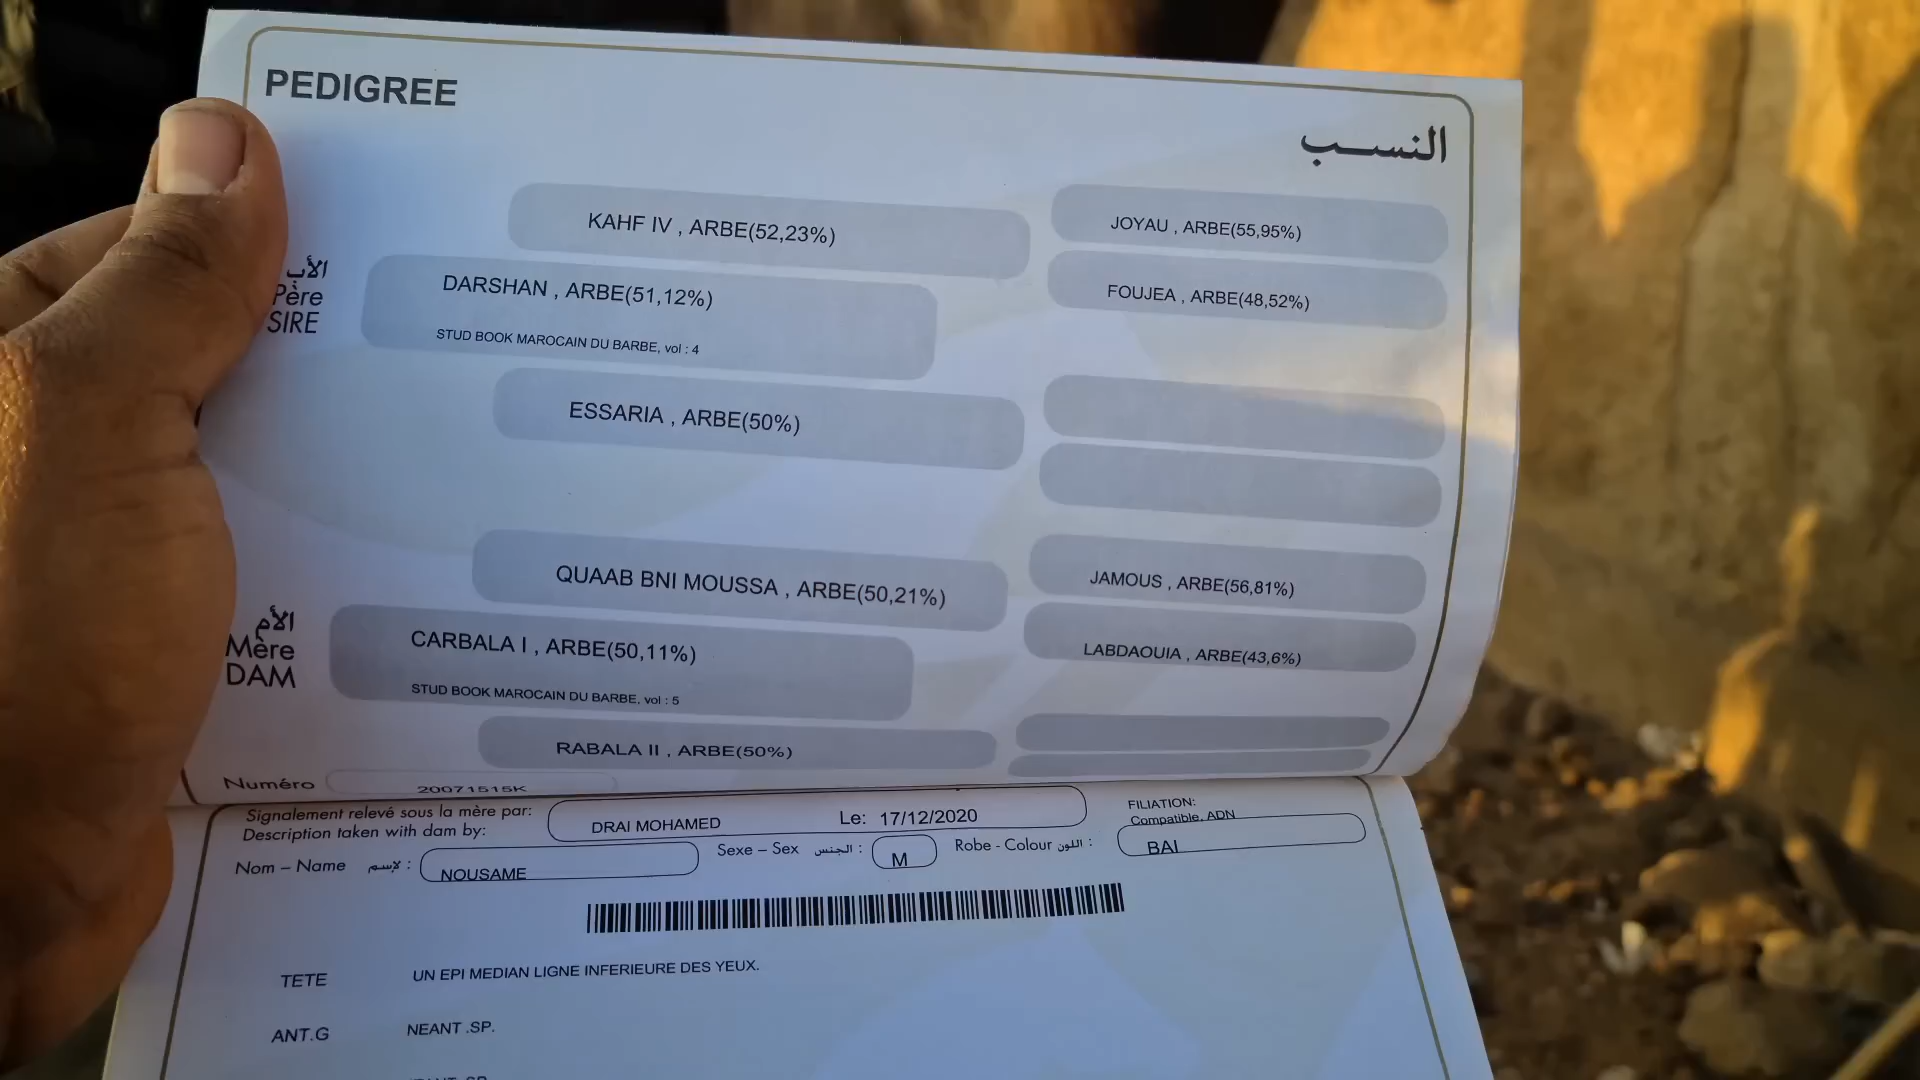 PEDIGREE
النسب
KAHF IV , ARBE(52,23%)
JOYAU , ARBE(55,95%)
الأب
Père
SIRE
DARSHAN , ARBE(51,12%)
FOUJEA , ARBE(48,52%)
STUD BOOK MAROCAIN DU BARBE, vol : 4
ESSARIA , ARBE(50%)
QUAAB BNI MOUSSA , ARBE(50,21%)
JAMOUS , ARBE(56,81%)
الأم
Mère
DAM
CARBALA I , ARBE(50,11%)
LABDAOUIA , ARBE(43,6%)
STUD BOOK MAROCAIN DU BARBE, vol : 5
RABALA II , ARBE(50%)
Numéro 20071515K
Signalement relevé sous la mère par:
Description taken with dam by:
DRAI MOHAMED Le: 17/12/2020
FILIATION:
Compatible, ADN
Nom – Name لإسم : NOUSAME Sexe – Sex الجنس : M Robe - Colour اللون : BAI
TETE UN EPI MEDIAN LIGNE INFERIEURE DES YEUX.
ANT.G NEANT .SP.